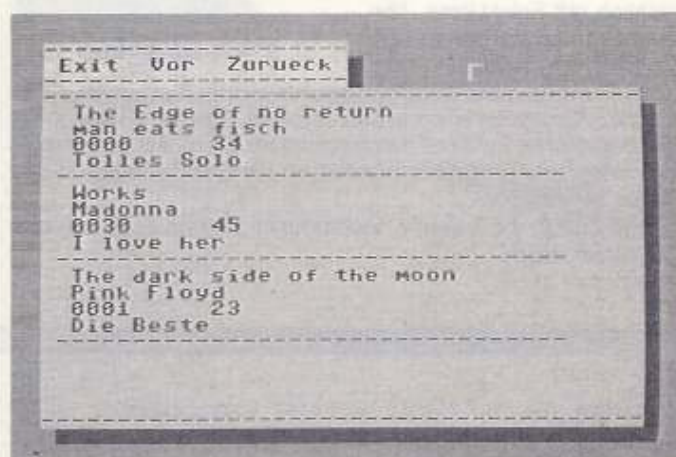 Exit Vor Zurueck
The Edge of no return
Man eats fisch
0000 34
Tolles Solo
Works
Madonna
0030 45
I love her
The dark side of the Moon
Pink Floyd
0001 23
Die Beste